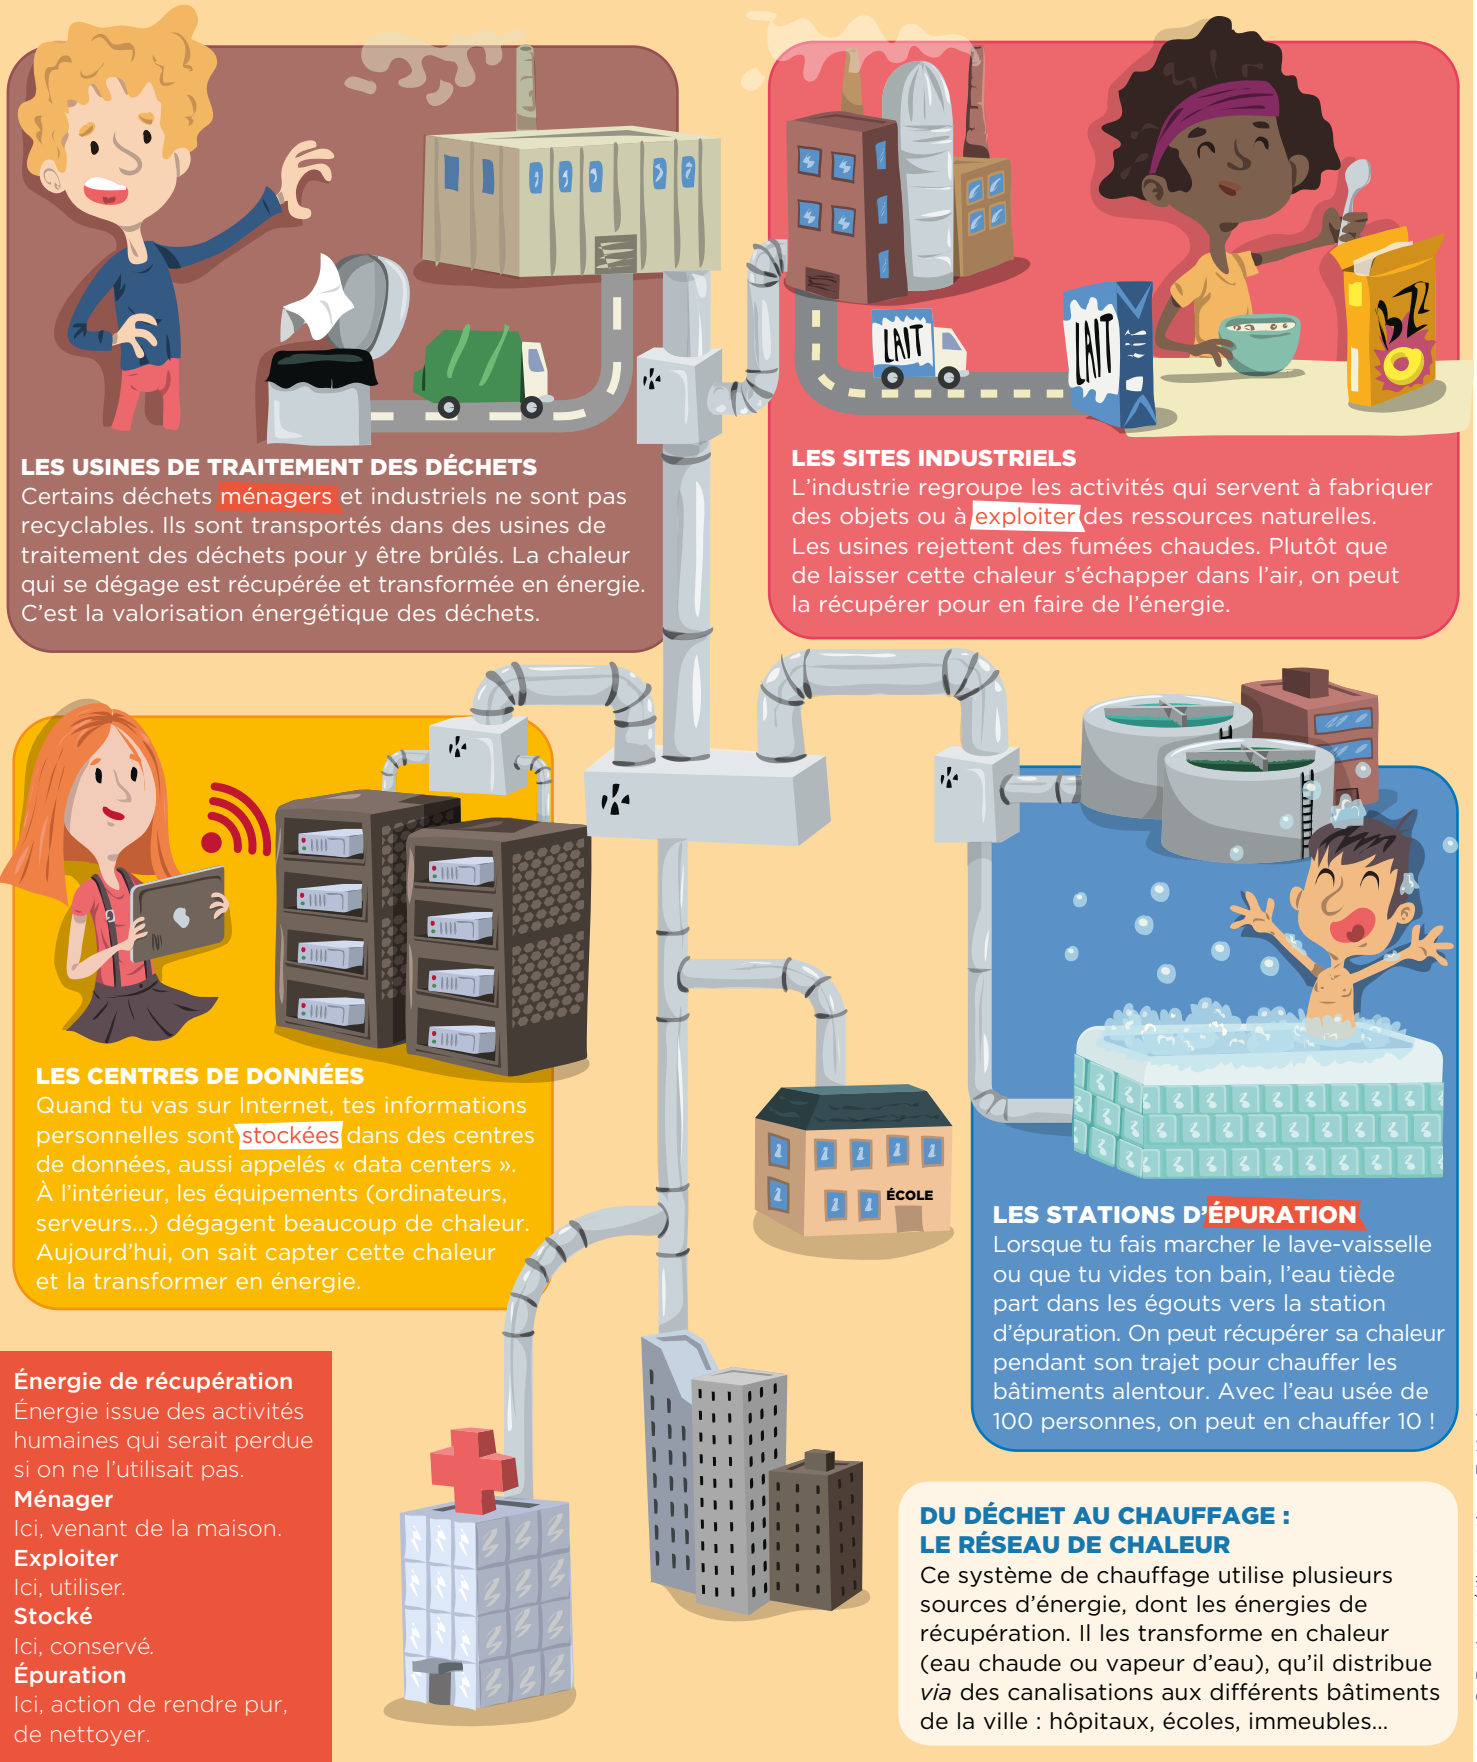 LES USINES DE TRAITEMENT DES DÉCHETS
Certains déchets ménagers et industriels ne sont pas
recyclables. Ils sont transportés dans des usines de
traitement des déchets pour y être brûlés. La chaleur
qui se dégage est récupérée et transformée en énergie.
C’est la valorisation énergétique des déchets.
LAIT
LAIT
BZZ
LES SITES INDUSTRIELS
L’industrie regroupe les activités qui servent à fabriquer
des objets ou à exploiter des ressources naturelles.
Les usines rejettent des fumées chaudes. Plutôt que
de laisser cette chaleur s’échapper dans l’air, on peut
la récupérer pour en faire de l’énergie.
LES CENTRES DE DONNÉES
Quand tu vas sur Internet, tes informations
personnelles sont stockées dans des centres
de données, aussi appelés « data centers ».
À l’intérieur, les équipements (ordinateurs,
serveurs...) dégagent beaucoup de chaleur.
Aujourd’hui, on sait capter cette chaleur
et la transformer en énergie.
ÉCOLE
LES STATIONS D’ÉPURATION
Lorsque tu fais marcher le lave-vaisselle
ou que tu vides ton bain, l’eau tiède
part dans les égouts vers la station
d’épuration. On peut récupérer sa chaleur
pendant son trajet pour chauffer les
bâtiments alentour. Avec l’eau usée de
100 personnes, on peut en chauffer 10 !
Énergie de récupération
Énergie issue des activités
humaines qui serait perdue
si on ne l’utilisait pas.
Ménager
Ici, venant de la maison.
Exploiter
Ici, utiliser.
Stocké
Ici, conservé.
Épuration
Ici, action de rendre pur,
de nettoyer.
DU DÉCHET AU CHAUFFAGE :
LE RÉSEAU DE CHALEUR
Ce système de chauffage utilise plusieurs
sources d’énergie, dont les énergies de
récupération. Il les transforme en chaleur
(eau chaude ou vapeur d’eau), qu’il distribue
via des canalisations aux différents bâtiments
de la ville : hôpitaux, écoles, immeubles...